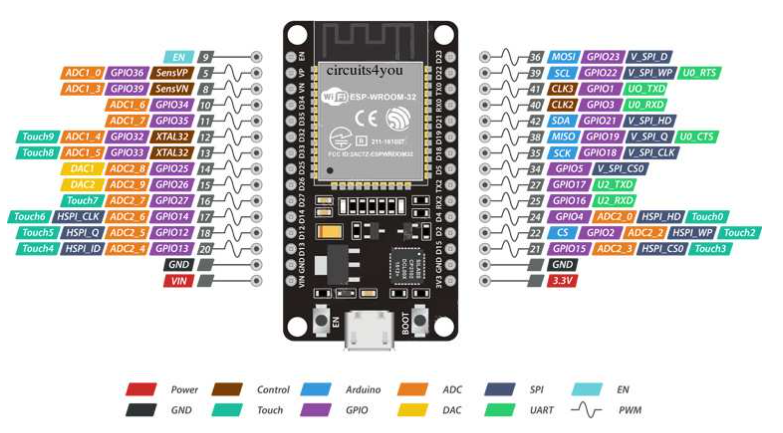 EN 9
ADC1_0 GPIO36 SensVP 5
ADC1_3 GPIO39 SensVN 8
ADC1_6 GPIO34 10
ADC1_7 GPIO35 11
Touch9 ADC1_4 GPIO32 XTAL32 12
Touch8 ADC1_5 GPIO33 XTAL32 13
DAC1 ADC2_8 GPIO25 14
DAC2 ADC2_9 GPIO26 15
Touch7 ADC2_7 GPIO27 16
Touch6 HSPI_CLK ADC2_6 GPIO14 17
Touch5 HSPI_Q ADC2_5 GPIO12 18
Touch4 HSPI_ID ADC2_4 GPIO13 20
GND
VIN
EN
VP
VN
D34
D35
D32
D33
D25
D26
D27
D14
D12
D13
GND
VIN
circuits4you
WiFi ESP-WROOM-32
CE
R 211-161007
FCC ID:2AC7Z-ESPWROOM32
SILABS
CP2102
EN
BOOT
D23
D22
TX0
RX0
D21
D19
D18
D5
TX2
RX2
D4
D2
D15
GND
3V3
36 MOSI GPIO23 V_SPI_D
39 SCL GPIO22 V_SPI_WP U0_RTS
41 CLK3 GPIO1 UO_TXD
40 CLK2 GPIO3 U0_RXD
42 SDA GPIO21 V_SPI_HD
38 MISO GPIO19 V_SPI_Q U0_CTS
35 SCK GPIO18 V_SPI_CLK
34 GPIO5 V_SPI_CS0
27 GPIO17 U2_TXD
25 GPIO16 U2_RXD
24 GPIO4 ADC2_0 HSPI_HD Touch0
22 CS GPIO2 ADC2_2 HSPI_WP Touch2
21 GPIO15 ADC2_3 HSPI_CS0 Touch3
GND
3.3V
Power Control Arduino ADC SPI EN
GND Touch GPIO DAC UART PWM